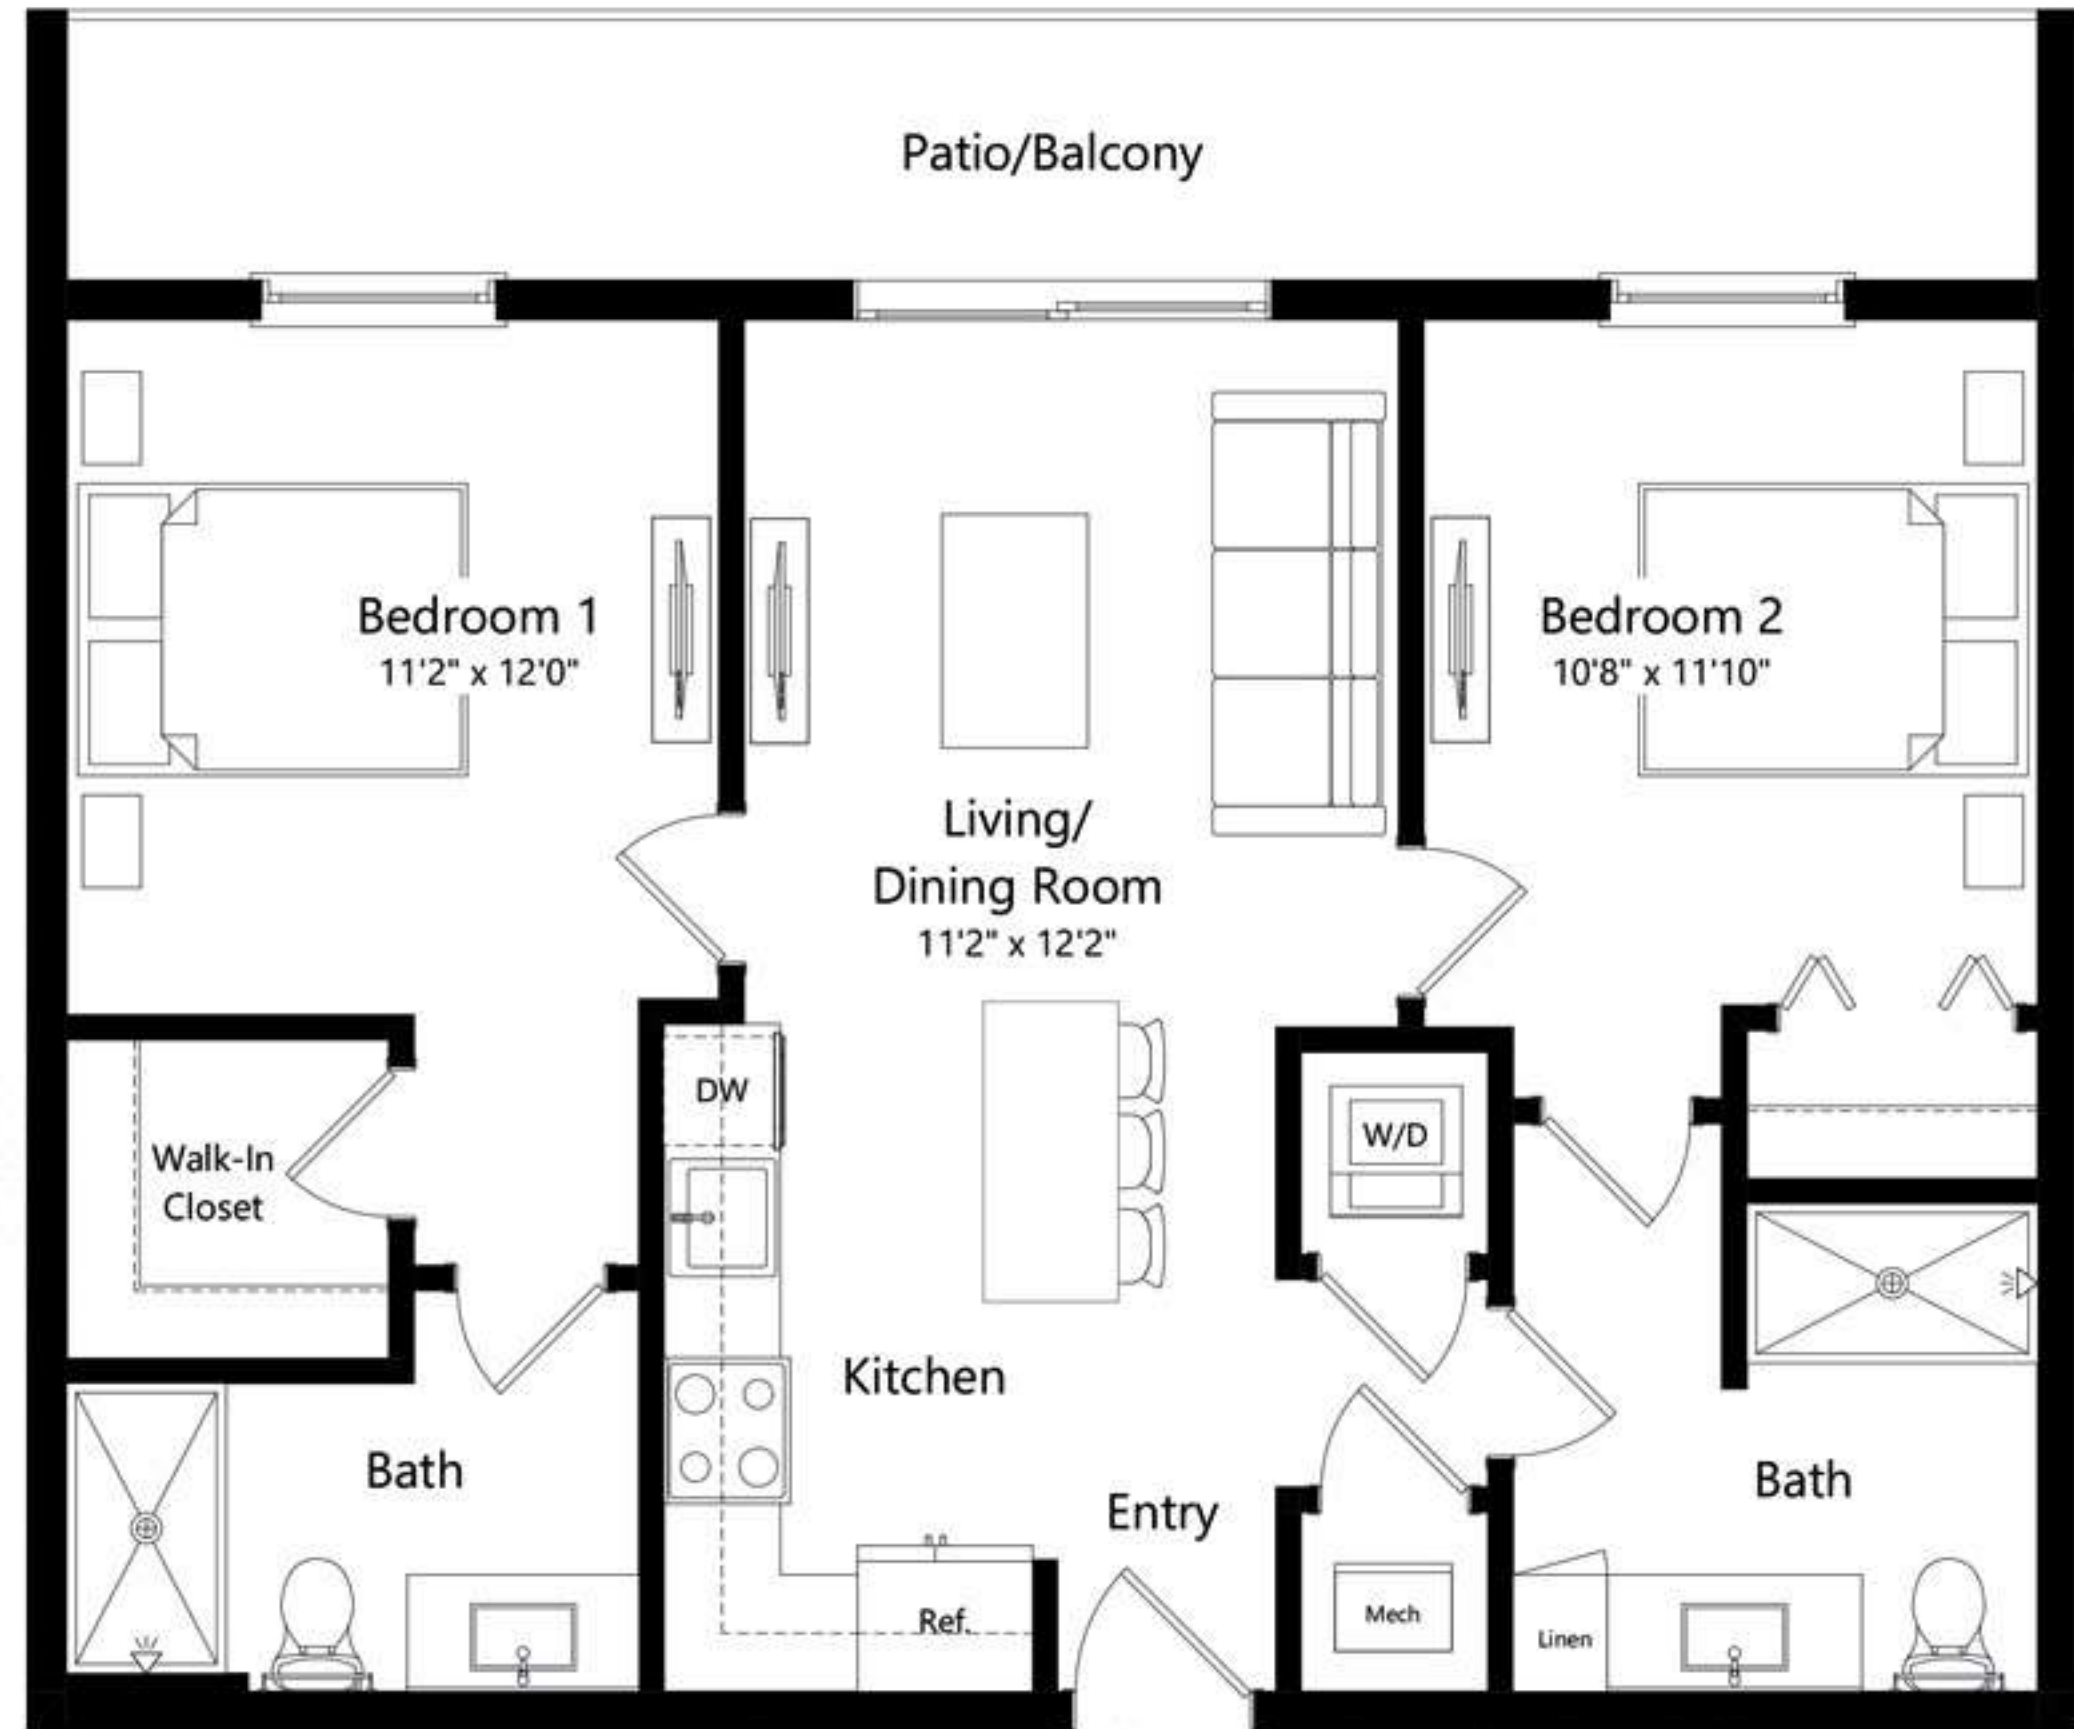 Patio/Balcony
Bedroom 1
11'2" x 12'0"
Bedroom 2
10'8" x 11'10"
Living/
Dining Room
11'2" x 12'2"
DW
W/D
Walk-In
Closet
Kitchen
Bath
Entry
Bath
Ref.
Mech
Linen